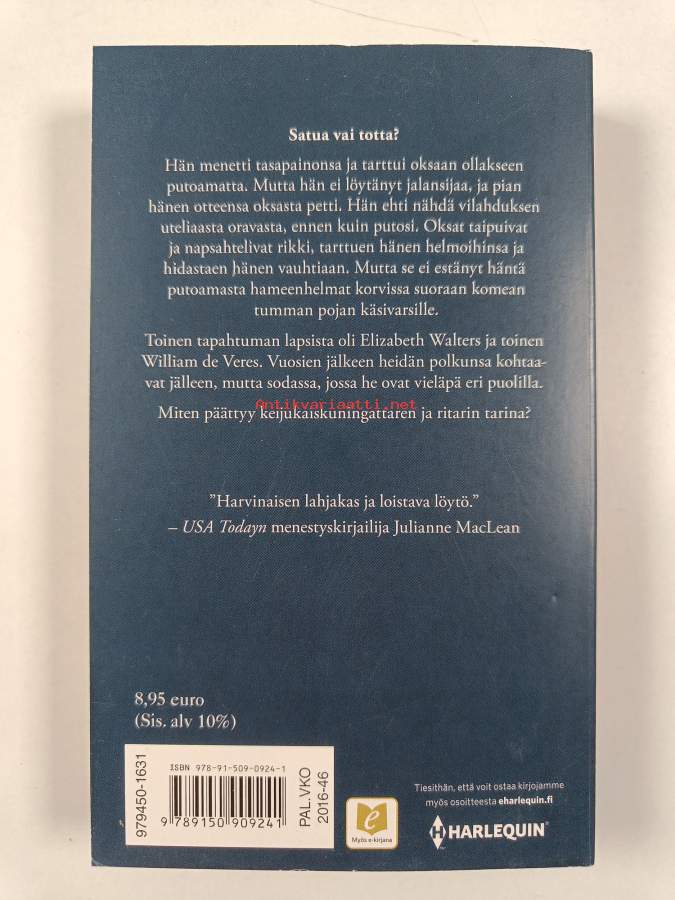 Satua vai totta?
Hän menetti tasapainonsa ja tarttui oksaan ollakseen
putoamatta. Mutta hän ei löytänyt jalansijaa, ja pian
hänen otteensa oksasta petti. Hän ehti nähdä vilahduksen
uteliaasta oravasta, ennen kuin putosi. Oksat taipuivat
ja napsahtelivat rikki, tarttuen hänen helmoihinsa ja
hidastaen hänen vauhtiaan. Mutta se ei estänyt häntä
putoamasta hameenhelmat korvissa suoraan komean
tumman pojan käsivarsille.
Toinen tapahtuman lapsista oli Elizabeth Walters ja toinen
William de Veres. Vuosien jälkeen heidän polkunsa kohtaa-
vat jälleen, mutta sodassa, jossa he ovat vieläpä eri puolilla.
Antikvariaatti.net
Miten päättyy keijukaiskuningattaren ja ritarin tarina?
”Harvinaisen lahjakas ja loistava löytö.”
– USA Todayn menestyskirjailija Julianne MacLean
8,95 euro
(Sis. alv 10%)
979450-1631
ISBN 978-91-509-0924-1
9 789150 909241
PAL.VKO
2016-46
e
Myös e-kirjana
Tiesithän, että voit ostaa kirjojamme
myös osoitteesta eharlequin.fi
H HARLEQUIN®